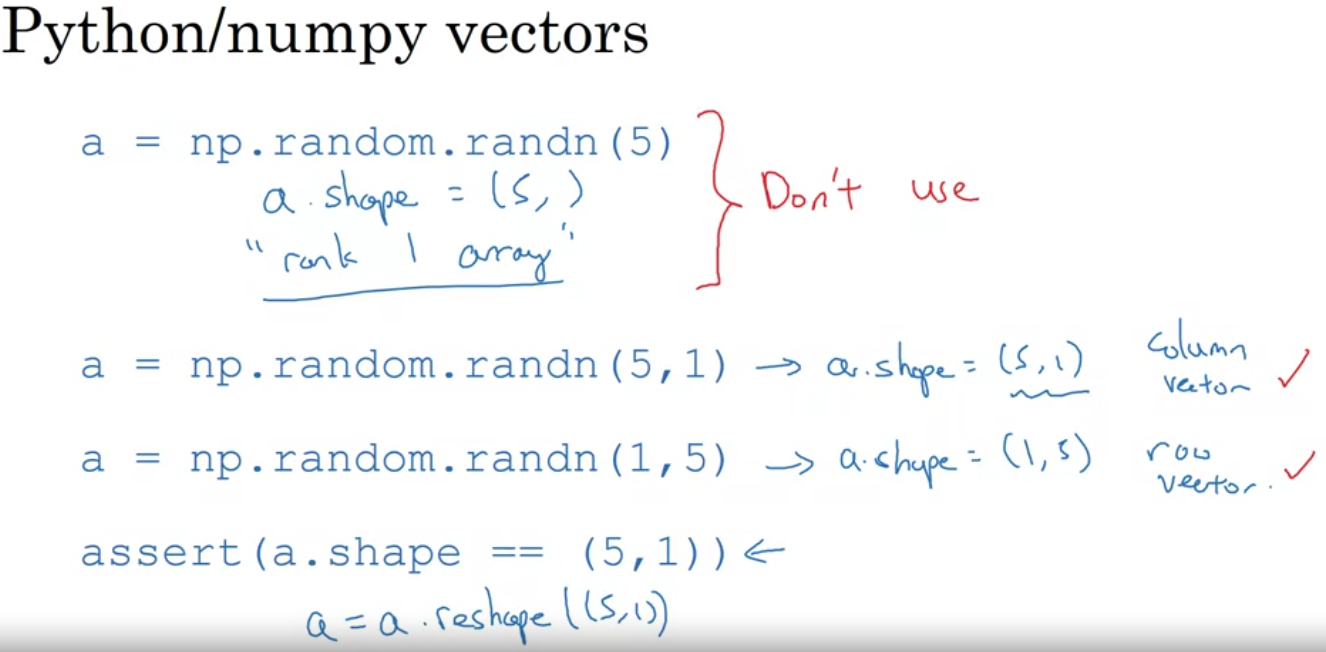 Python/numpy vectors
a = np.random.randn(5)
a.shape = (5,)
"rank 1 array"
Don't use
a = np.random.randn(5,1) → a.shape = (5,1) column vector ✓
a = np.random.randn(1,5) → a.shape = (1,5) row vector. ✓
assert(a.shape == (5,1)) ←
a = a.reshape((5,1))